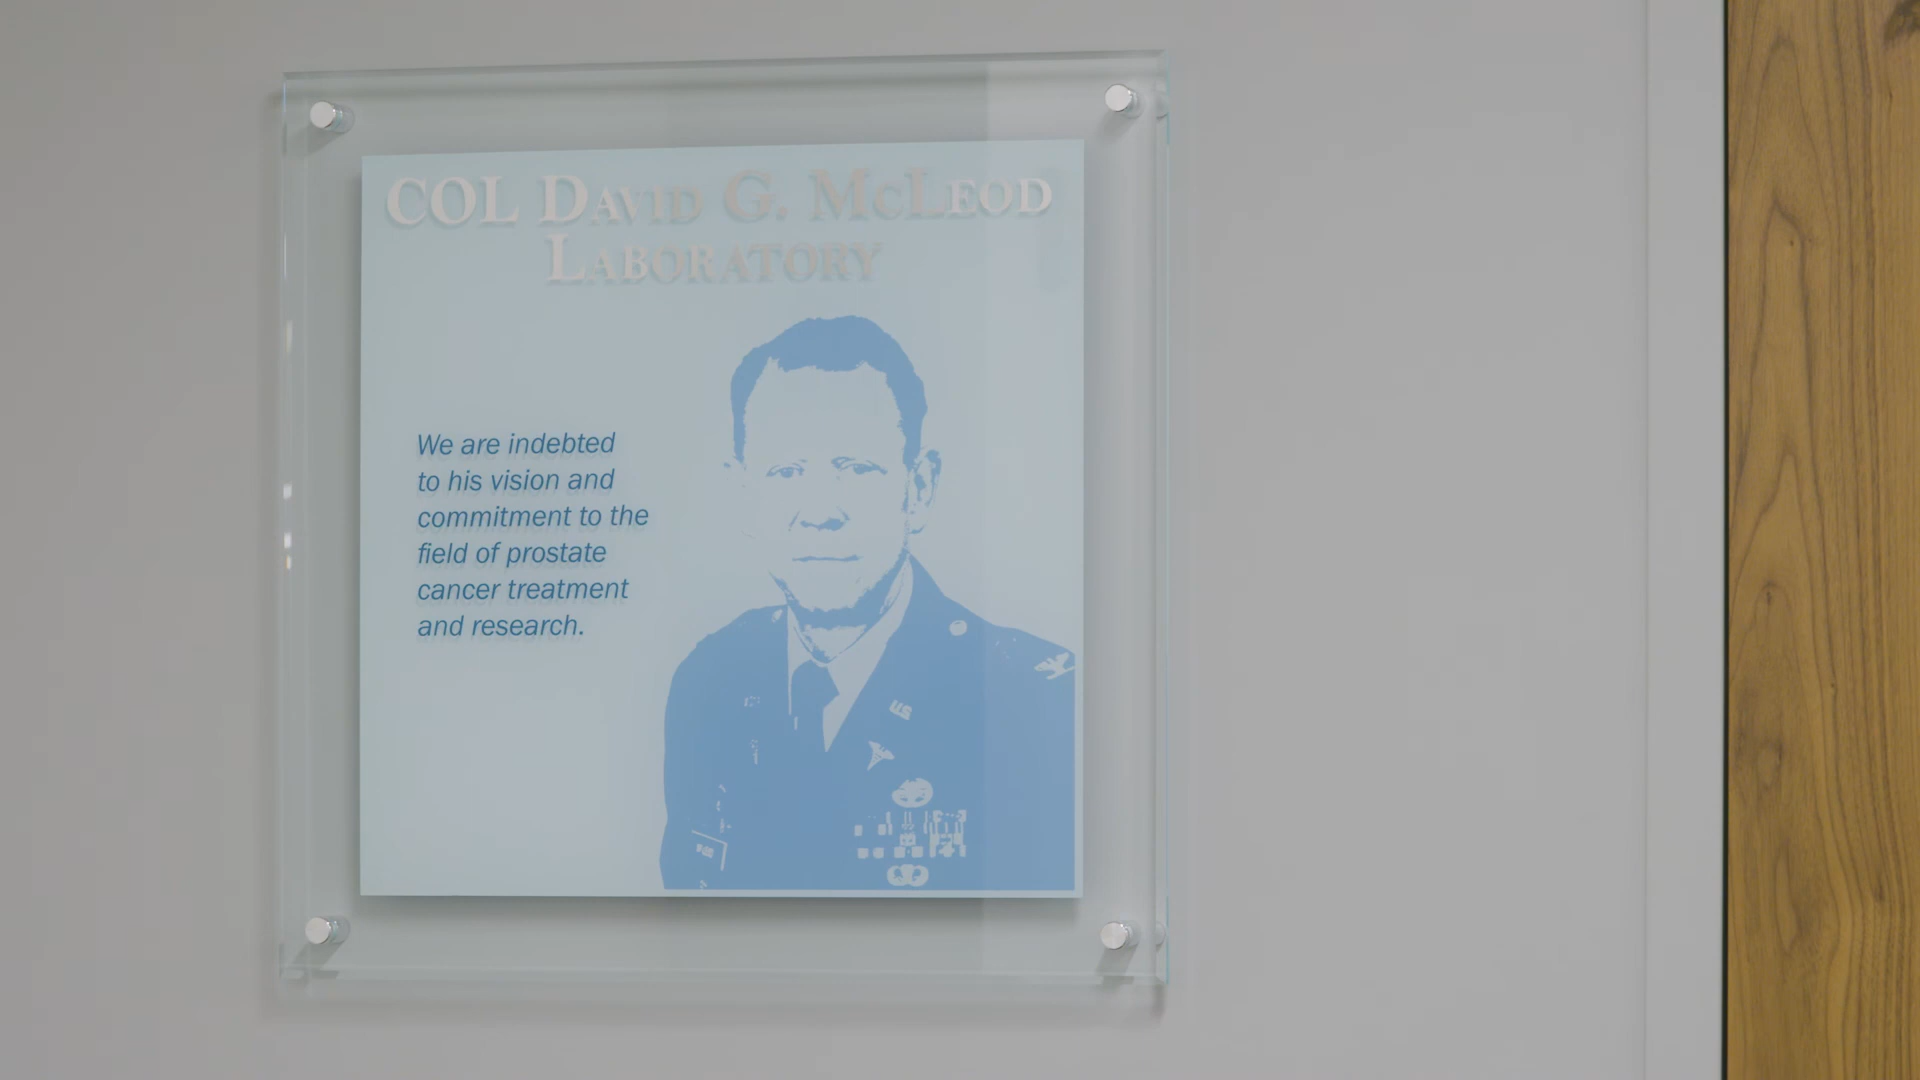 COL DAVID G. MCLEOD
LABORATORY
We are indebted
to his vision and
commitment to the
field of prostate
cancer treatment
and research.
US